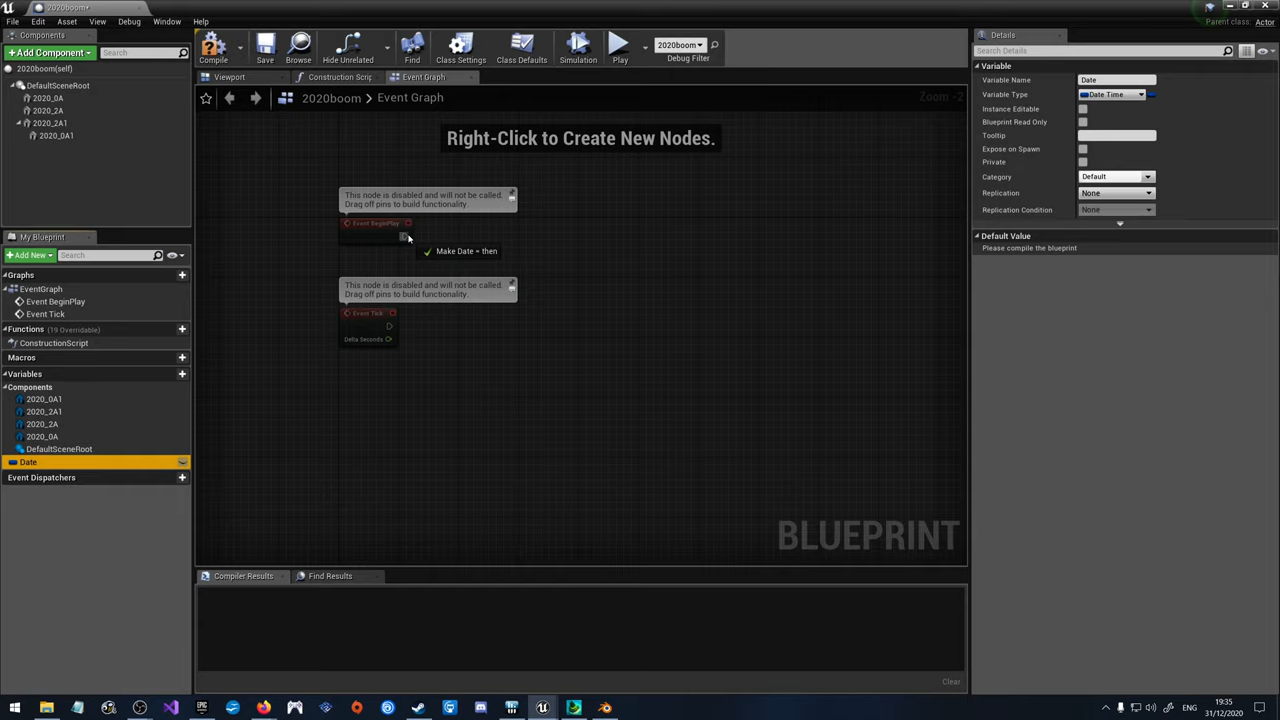 2020boom+
File Edit Asset View Debug Window Help
Parent class: Actor
Components
+Add Component
Search
2020boom(self)
DefaultSceneRoot
2020_0A
2020_2A
2020_2A1
2020_0A1
My Blueprint
+Add New
Search
Graphs
EventGraph
Event BeginPlay
Event Tick
Functions (19 Overridable)
ConstructionScript
Macros
Variables
Components
2020_0A1
2020_2A1
2020_2A
2020_0A
DefaultSceneRoot
Date
Event Dispatchers
Compile Save Browse Hide Unrelated Find Class Settings Class Defaults Simulation Play
2020boom
Debug Filter
Viewport Construction Scrip Event Graph
2020boom > Event Graph
Zoom -2
Right-Click to Create New Nodes.
This node is disabled and will not be called.
Drag off pins to build functionality.
Event BeginPlay
Make Date = then
This node is disabled and will not be called.
Drag off pins to build functionality.
Event Tick
Delta Seconds
BLUEPRINT
Compiler Results Find Results
Clear
Details
Search Details
Variable
Variable Name Date
Variable Type Date Time
Instance Editable
Blueprint Read Only
Tooltip
Expose on Spawn
Private
Category Default
Replication None
Replication Condition None
Default Value
Please compile the blueprint
ENG
19:35
31/12/2020